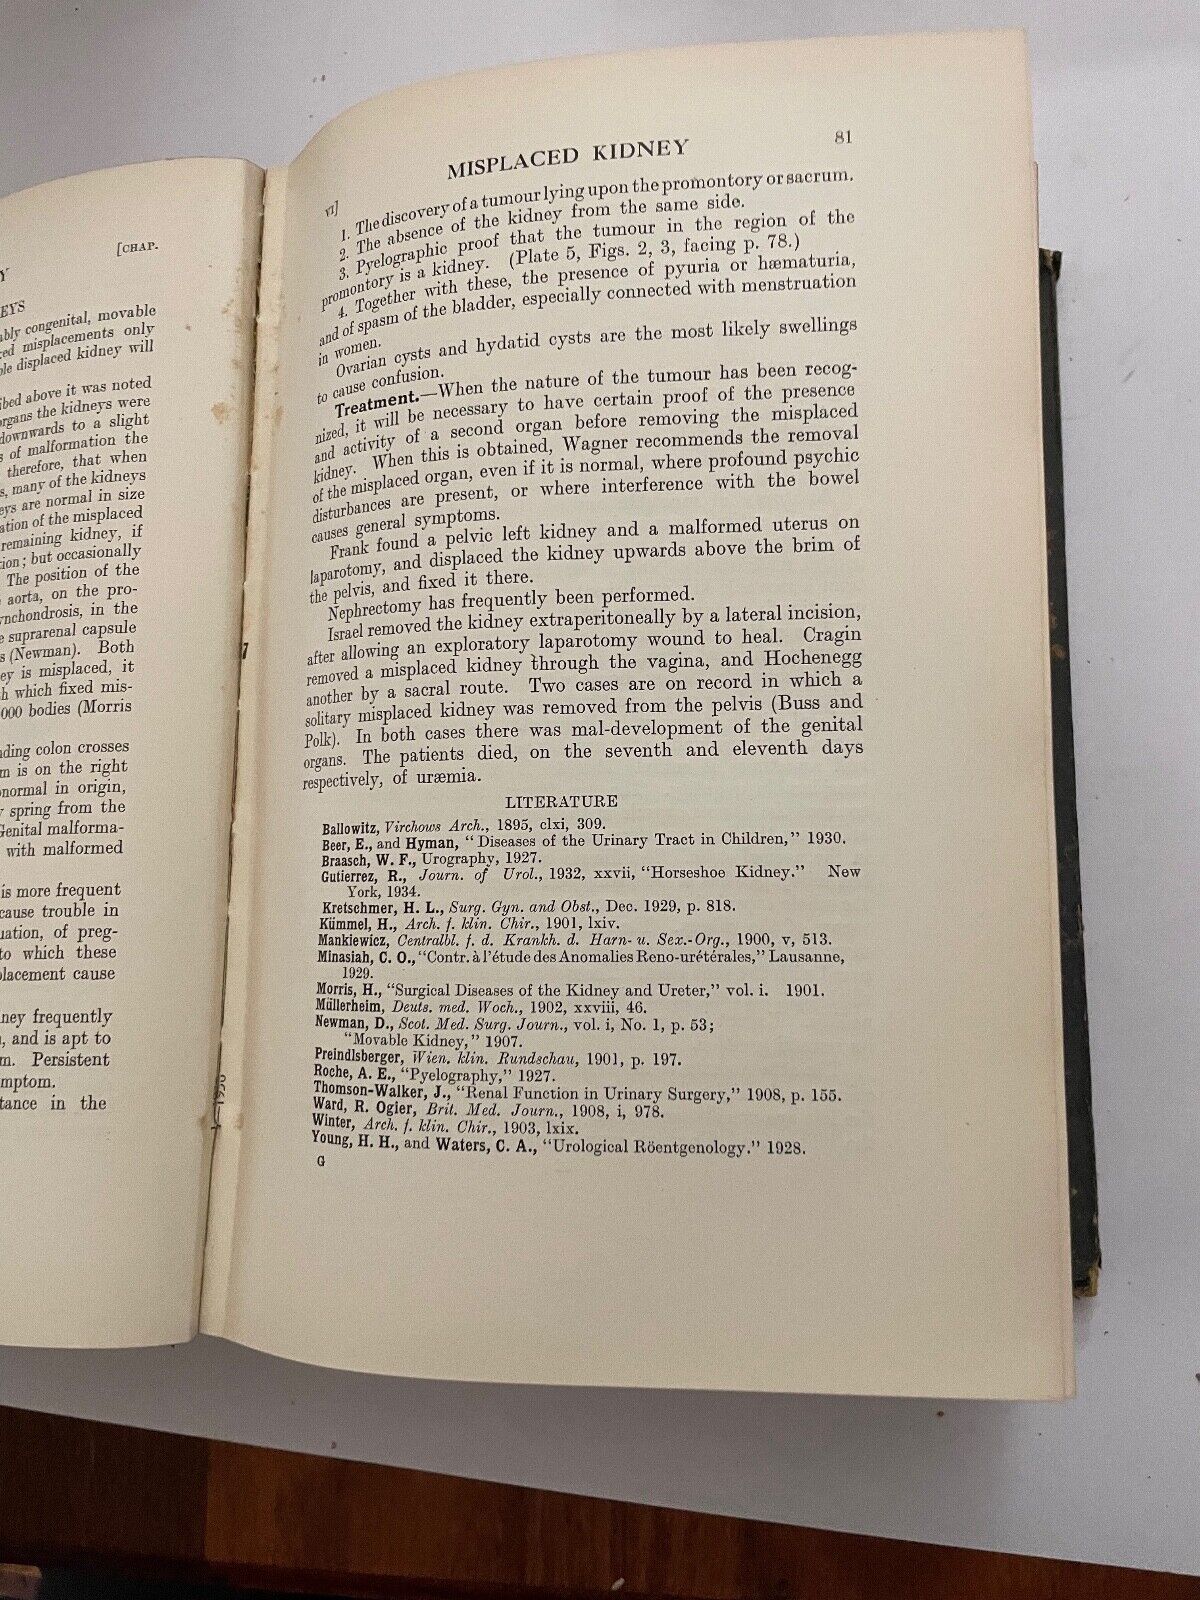 [CHAP.
Y
EYS
ably congenital, movable
ed misplacements only
ble displaced kidney will
ibed above it was noted
organs the kidneys were
downwards to a slight
s of malformation the
therefore, that when
s, many of the kidneys
eys are normal in size
ation of the misplaced
remaining kidney, if
tion; but occasionally
The position of the
aorta, on the pro-
ynchondrosis, in the
e suprarenal capsule
s (Newman). Both
ey is misplaced, it
h which fixed mis-
000 bodies (Morris
nding colon crosses
m is on the right
bnormal in origin,
y spring from the
Genital malforma-
with malformed
is more frequent
cause trouble in
uation, of preg-
to which these
placement cause
ney frequently
, and is apt to
m. Persistent
mptom.
tance in the
VI] MISPLACED KIDNEY 81
1. The discovery of a tumour lying upon the promontory or sacrum.
2. The absence of the kidney from the same side.
3. Pyelographic proof that the tumour in the region of the
promontory is a kidney. (Plate 5, Figs. 2, 3, facing p. 78.)
4. Together with these, the presence of pyuria or hæmaturia,
and of spasm of the bladder, especially connected with menstruation
in women.
Ovarian cysts and hydatid cysts are the most likely swellings
to cause confusion.
Treatment.—When the nature of the tumour has been recog-
nized, it will be necessary to have certain proof of the presence
and activity of a second organ before removing the misplaced
kidney. When this is obtained, Wagner recommends the removal
of the misplaced organ, even if it is normal, where profound psychic
disturbances are present, or where interference with the bowel
causes general symptoms.
Frank found a pelvic left kidney and a malformed uterus on
laparotomy, and displaced the kidney upwards above the brim of
the pelvis, and fixed it there.
Nephrectomy has frequently been performed.
Israel removed the kidney extraperitoneally by a lateral incision,
after allowing an exploratory laparotomy wound to heal. Cragin
removed a misplaced kidney through the vagina, and Hochenegg
another by a sacral route. Two cases are on record in which a
solitary misplaced kidney was removed from the pelvis (Buss and
Polk). In both cases there was mal-development of the genital
organs. The patients died, on the seventh and eleventh days
respectively, of uræmia.
LITERATURE
Ballowitz, Virchows Arch., 1895, clxi, 309.
Beer, E., and Hyman, "Diseases of the Urinary Tract in Children," 1930.
Braasch, W. F., Urography, 1927.
Gutierrez, R., Journ. of Urol., 1932, xxvii, "Horseshoe Kidney." New
York, 1934.
Kretschmer, H. L., Surg. Gyn. and Obst., Dec. 1929, p. 818.
Kümmel, H., Arch. f. klin. Chir., 1901, lxiv.
Mankiewicz, Centralbl. f. d. Krankh. d. Harn- u. Sex.-Org., 1900, v, 513.
Minasiah, C. O., "Contr. à l'étude des Anomalies Reno-urétérales," Lausanne,
1929.
Morris, H., "Surgical Diseases of the Kidney and Ureter," vol. i. 1901.
Müllerheim, Deuts. med. Woch., 1902, xxviii, 46.
Newman, D., Scot. Med. Surg. Journ., vol. i, No. 1, p. 53;
"Movable Kidney," 1907.
Preindlsberger, Wien. klin. Rundschau, 1901, p. 197.
Roche, A. E., "Pyelography," 1927.
Thomson-Walker, J., "Renal Function in Urinary Surgery," 1908, p. 155.
Ward, R. Ogier, Brit. Med. Journ., 1908, i, 978.
Winter, Arch. f. klin. Chir., 1903, lxix.
Young, H. H., and Waters, C. A., "Urological Röentgenology." 1928.
G